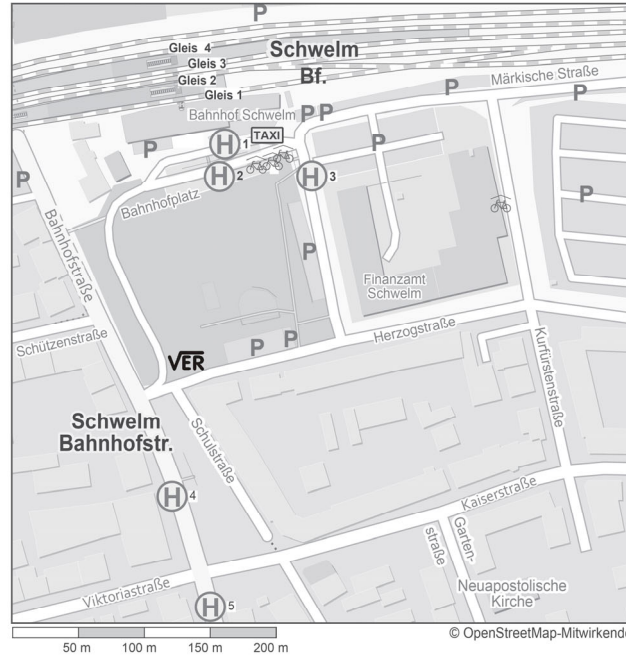 P
Gleis 4
Schwelm
Gleis 3
Bf.
Gleis 2
Märkische Straße
Gleis 1
P
P P
Bahnhof Schwelm
TAXI
H 1
P
P
P
H 2
H 3
P
Bahnhofplatz
Bahnhofstraße
P
Finanzamt
Schwelm
Herzogstraße
Schützenstraße
P P
VER
Kurfürstenstraße
Schwelm
Bahnhofstr.
Schulstraße
H 4
Kaiserstraße
Garten-
straße
Viktoriastraße
Neuapostolische
Kirche
H 5
50 m 100 m 150 m 200 m
© OpenStreetMap-Mitwirkende